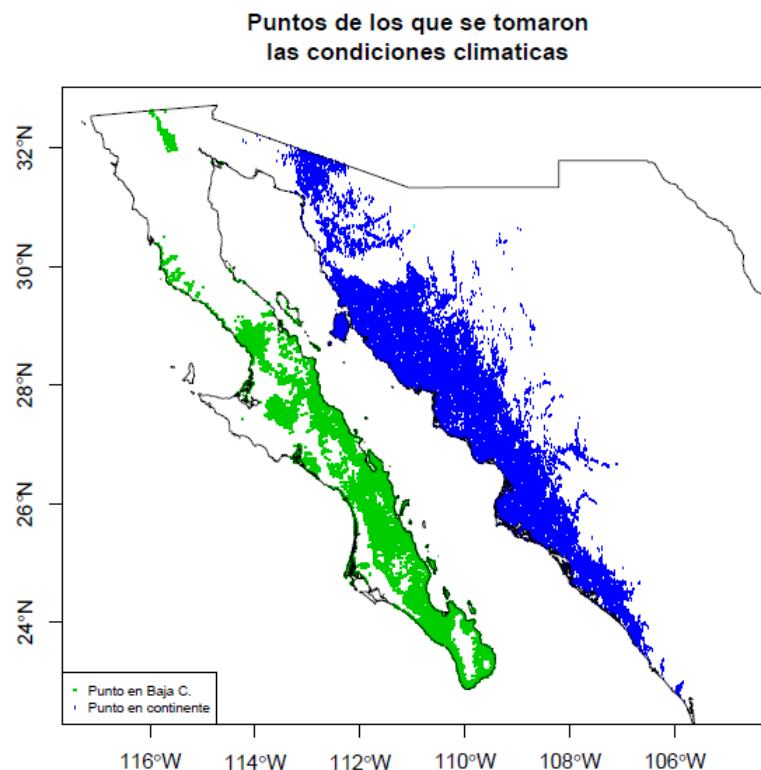 Puntos de los que se tomaron
las condiciones climaticas
32°N
30°N
28°N
26°N
24°N
Punto en Baja C.
Punto en continente
116°W
114°W
112°W
110°W
108°W
106°W